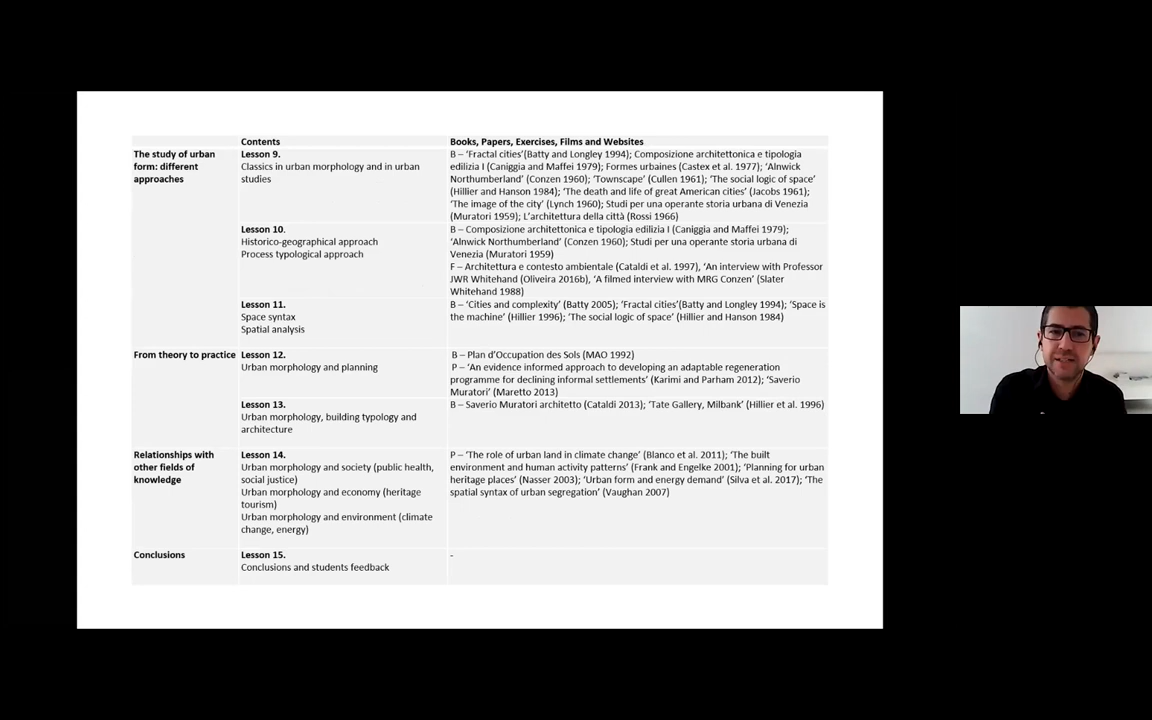 Contents Books, Papers, Exercises, Films and Websites
The study of urban
form: different
approaches
Lesson 9.
Classics in urban morphology and in urban
studies
B – ‘Fractal cities’(Batty and Longley 1994); Composizione architettonica e tipologia
edilizia I (Caniggia and Maffei 1979); Formes urbaines (Castex et al. 1977); ‘Alnwick
Northumberland’ (Conzen 1960); ‘Townscape’ (Cullen 1961); ‘The social logic of space’
(Hillier and Hanson 1984); ‘The death and life of great American cities’ (Jacobs 1961);
‘The image of the city’ (Lynch 1960); Studi per una operante storia urbana di Venezia
(Muratori 1959); L’architettura della città (Rossi 1966)
Lesson 10.
Historico-geographical approach
Process typological approach
B – Composizione architettonica e tipologia edilizia I (Caniggia and Maffei 1979);
‘Alnwick Northumberland’ (Conzen 1960); Studi per una operante storia urbana di
Venezia (Muratori 1959)
F – Architettura e contesto ambientale (Cataldi et al. 1997), ‘An interview with Professor
JWR Whitehand (Oliveira 2016b), ‘A filmed interview with MRG Conzen’ (Slater
Whitehand 1988)
Lesson 11.
Space syntax
Spatial analysis
B – ‘Cities and complexity’ (Batty 2005); ‘Fractal cities’(Batty and Longley 1994); ‘Space is
the machine’ (Hillier 1996); ‘The social logic of space’ (Hillier and Hanson 1984)
From theory to practice
Lesson 12.
Urban morphology and planning
B – Plan d’Occupation des Sols (MAO 1992)
P – ‘An evidence informed approach to developing an adaptable regeneration
programme for declining informal settlements’ (Karimi and Parham 2012); ‘Saverio
Muratori’ (Maretto 2013)
Lesson 13.
Urban morphology, building typology and
architecture
B – Saverio Muratori architetto (Cataldi 2013); ‘Tate Gallery, Milbank’ (Hillier et al. 1996)
Relationships with
other fields of
knowledge
Lesson 14.
Urban morphology and society (public health,
social justice)
Urban morphology and economy (heritage
tourism)
Urban morphology and environment (climate
change, energy)
P – ‘The role of urban land in climate change’ (Blanco et al. 2011); ‘The built
environment and human activity patterns’ (Frank and Engelke 2001); ‘Planning for urban
heritage places’ (Nasser 2003); ‘Urban form and energy demand’ (Silva et al. 2017); ‘The
spatial syntax of urban segregation’ (Vaughan 2007)
Conclusions
Lesson 15.
Conclusions and students feedback
-